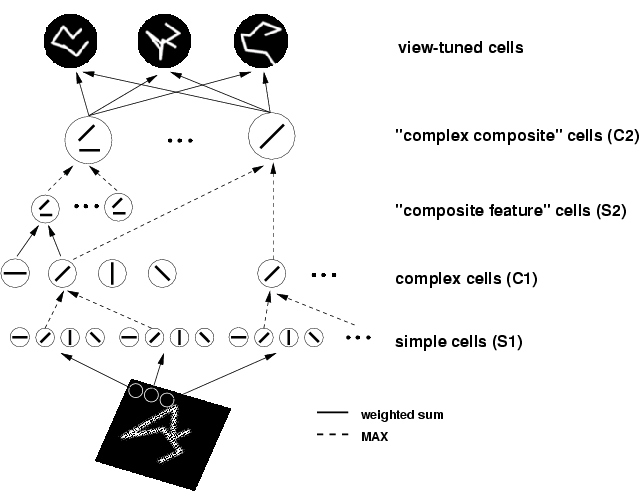 view-tuned cells
"complex composite" cells (C2)
"composite feature" cells (S2)
complex cells (C1)
simple cells (S1)
weighted sum
MAX